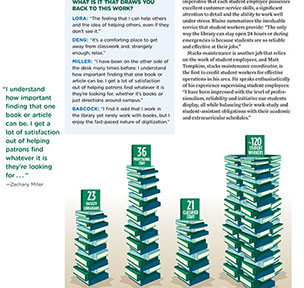 WHAT IS IT THAT DRAWS YOU
BACK TO THIS WORK?
LORA: "The feeling that I can help others
and the idea of helping others, even if they
don't see it."
DENG: "It's a comforting place to get
away from classwork and, strangely
enough, relax."
MILLER: "I have been on the other side of
the desk many times before; I understand
how important finding that one book or
article can be. I get a lot of satisfaction
out of helping patrons find whatever it is
they're looking for, whether it's books or
just directions around campus."
BABCOCK: "I find it odd that I work in
the library yet rarely work with books, but I
enjoy the fast-paced nature of digitization."
imperative that each student employee possesses
excellent customer service skills, a significant
attention to detail and the ability to work well
under stress. Blaine summarizes the invaluable
service that student workers provide: "The only
way the library can stay open 24 hours or during
emergencies is because students are so reliable
and effective at their jobs."
Stacks maintenance is another job that relies
on the work of student employees, and Matt
Tompkins, stacks maintenance coordinator, is
the first to credit student workers for effective
operations in his area. He speaks enthusiastically
of his experience supervising student employees:
"I have been impressed with the level of profes-
sionalism, reliability and initiative our students
display, all while balancing their work-study and
student-assistant obligations with their academic
and extracurricular schedules."
"I understand
how important
finding that one
book or article
can be. I get a
lot of satisfaction
out of helping
patrons find
whatever it is
they're looking
for . . ."
—Zachary Miller
23
FACULTY
LIBRARIANS
36
PROFESSIONAL
STAFF
21
CLASSIFIED
STAFF
~120
STUDENT
WORKERS